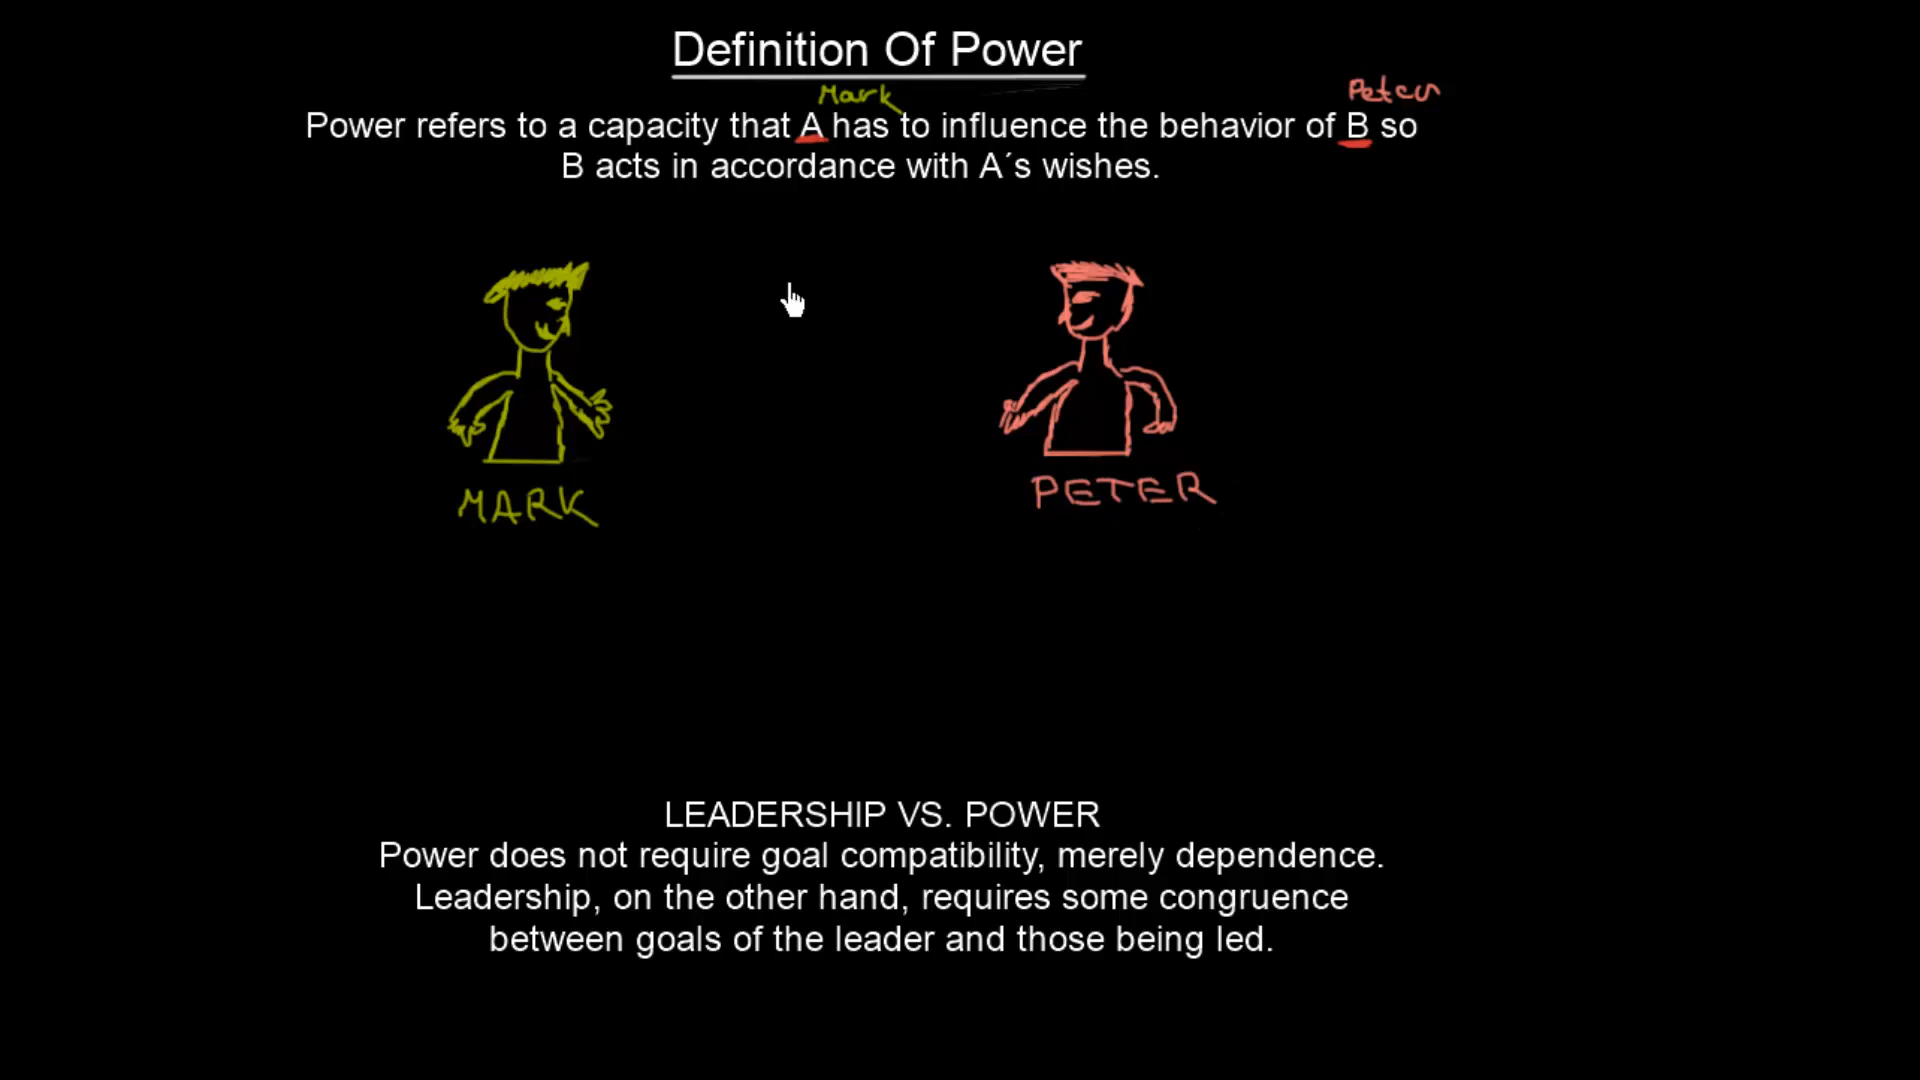 Definition Of Power
Mark
Peter
Power refers to a capacity that A has to influence the behavior of B so
B acts in accordance with A´s wishes.
MARK
PETER
LEADERSHIP VS. POWER
Power does not require goal compatibility, merely dependence.
Leadership, on the other hand, requires some congruence
between goals of the leader and those being led.